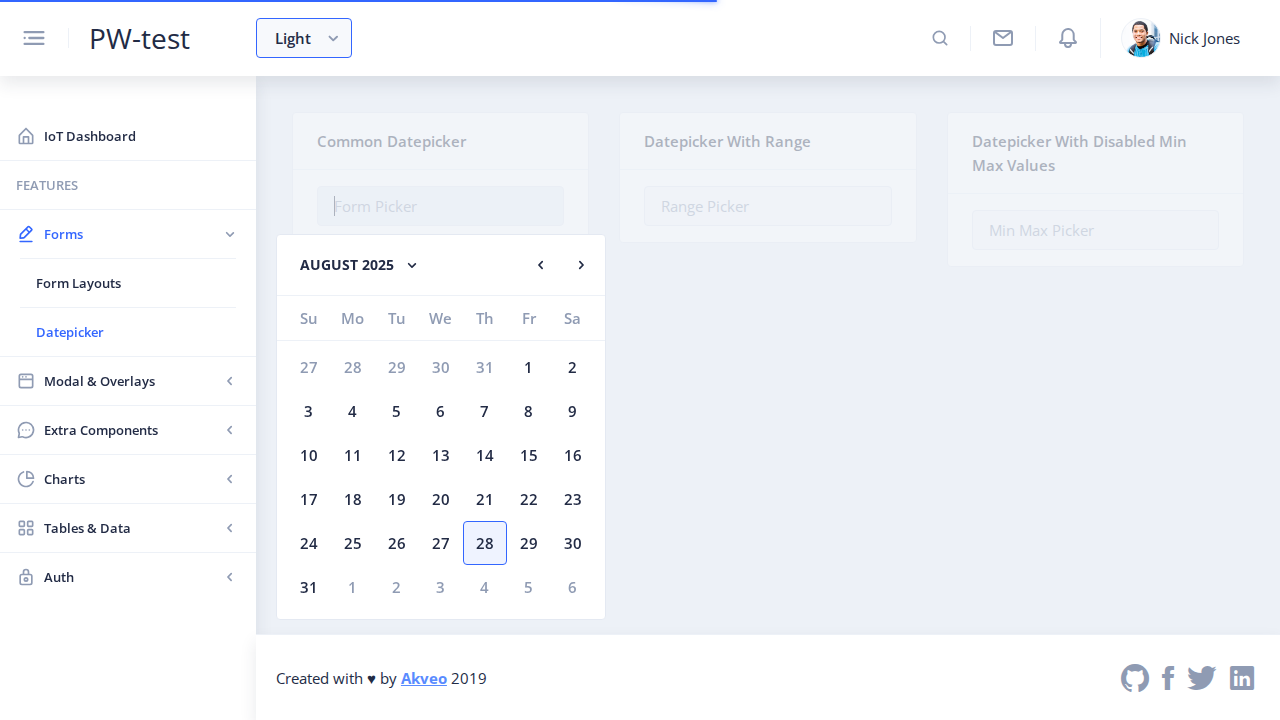 PW-test
Light
Nick Jones
IoT Dashboard
FEATURES
Forms
Form Layouts
Datepicker
Modal & Overlays
Extra Components
Charts
Tables & Data
Auth
Common Datepicker
Form Picker
Datepicker With Range
Range Picker
Datepicker With Disabled Min
Max Values
Min Max Picker
AUGUST 2025
Su Mo Tu We Th Fr Sa
27 28 29 30 31 1 2
3 4 5 6 7 8 9
10 11 12 13 14 15 16
17 18 19 20 21 22 23
24 25 26 27 28 29 30
31 1 2 3 4 5 6
Created with ♥ by Akveo 2019